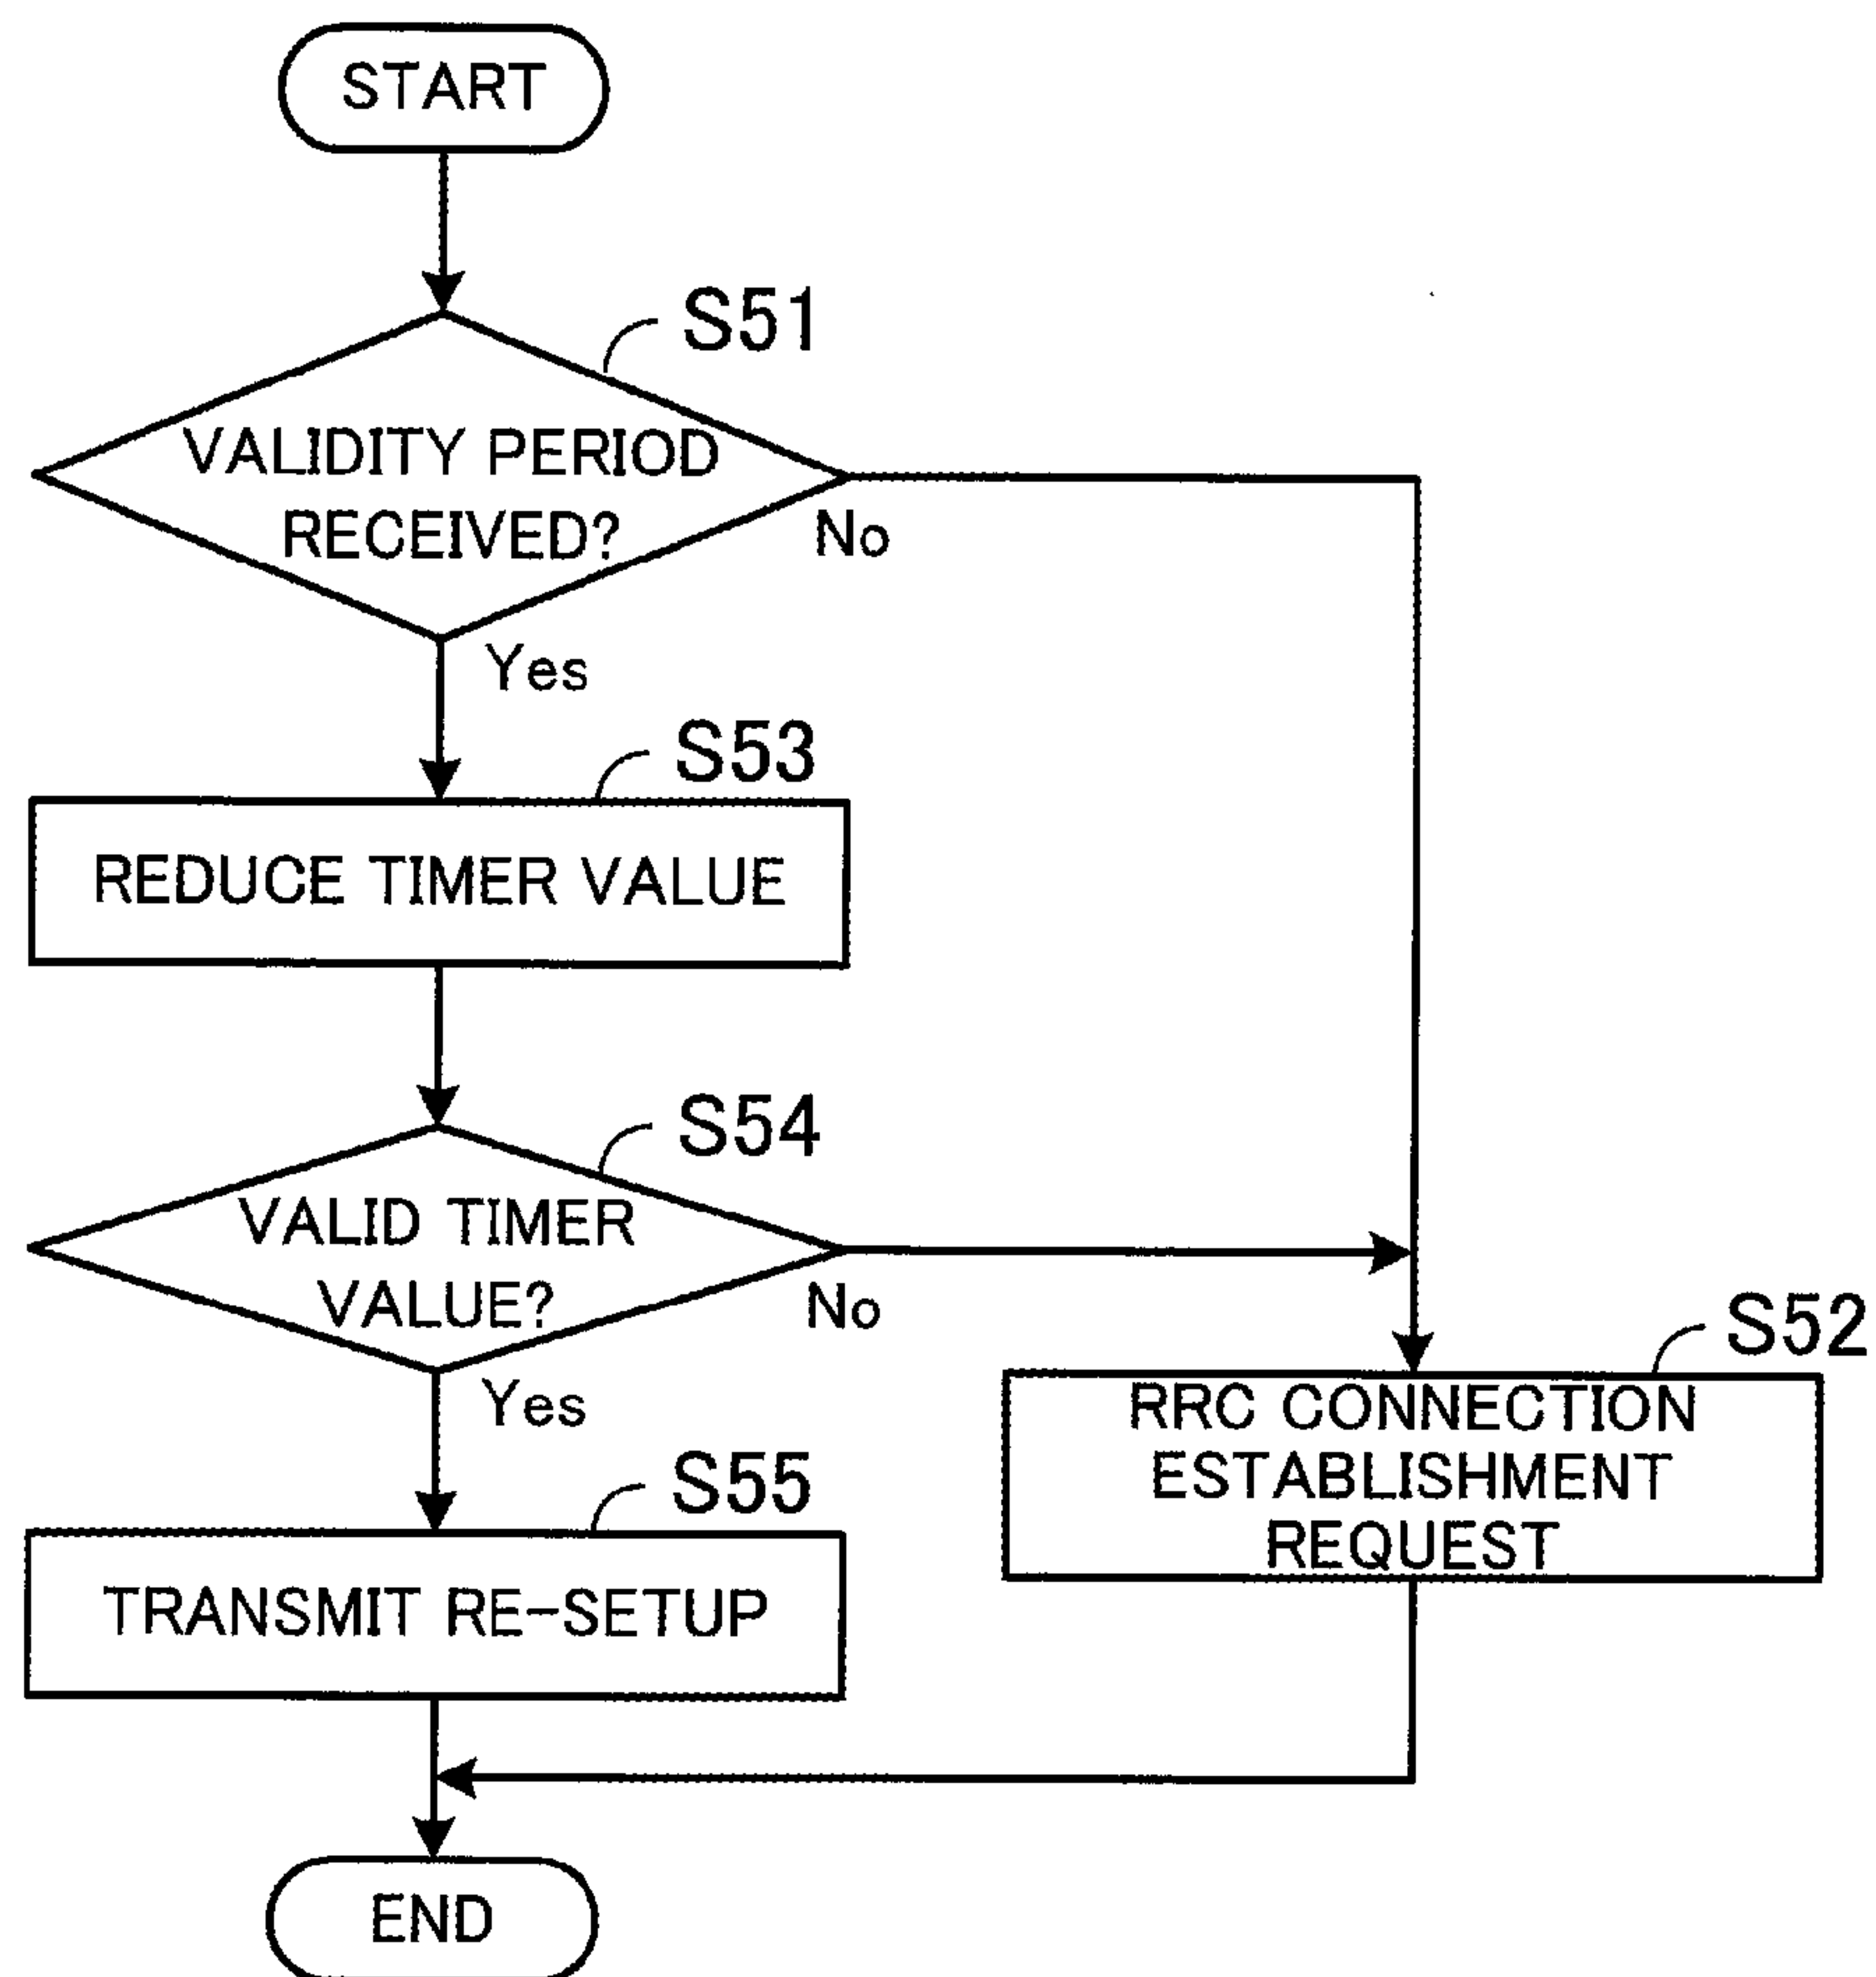 START
S51
VALIDITY PERIOD
RECEIVED?
No
Yes
S53
REDUCE TIMER VALUE
S54
VALID TIMER
VALUE?
No
Yes
S52
RRC CONNECTION
ESTABLISHMENT
REQUEST
S55
TRANSMIT RE-SETUP
END